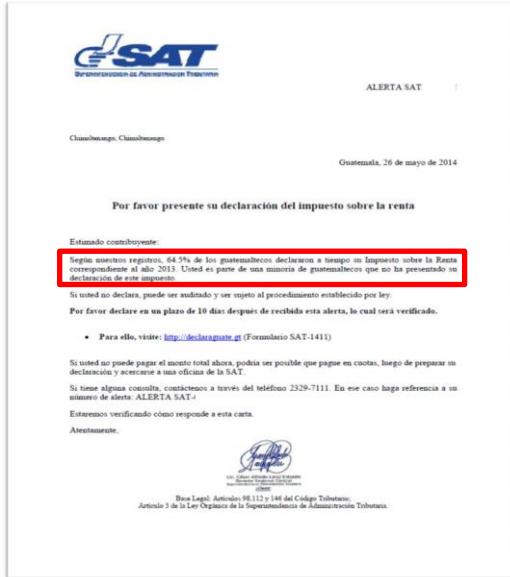 SAT
SUPERINTENDENCIA DE ADMINISTRACION TRIBUTARIA
ALERTA SAT
Chimaltenango, Chimaltenango
Guatemala, 26 de mayo de 2014
Por favor presente su declaración del impuesto sobre la renta
Estimado contribuyente:
Según nuestros registros, 64.5% de los guatemaltecos declararon a tiempo su Impuesto sobre la Renta
correspondiente al año 2013. Usted es parte de una minoría de guatemaltecos que no ha presentado su
declaración de este impuesto.
Si usted no declara, puede ser auditado y ser sujeto al procedimiento establecido por ley.
Por favor declare en un plazo de 10 días después de recibida esta alerta, lo cual será verificado.
• Para ello, visite: http://declaraguate.gt (Formulario SAT-1411)
Si usted no puede pagar el monto total ahora, podría ser posible que pague en cuotas, luego de preparar su
declaración y acercarse a una oficina de la SAT.
Si tiene alguna consulta, contáctenos a través del teléfono 2329-7111. En ese caso haga referencia a su
número de alerta: ALERTA SAT-
Estaremos verificando cómo responde a esta carta.
Atentamente,
Base Legal: Artículos 98,112 y 146 del Código Tributario;
Artículo 3 de la Ley Orgánica de la Superintendencia de Administración Tributaria.